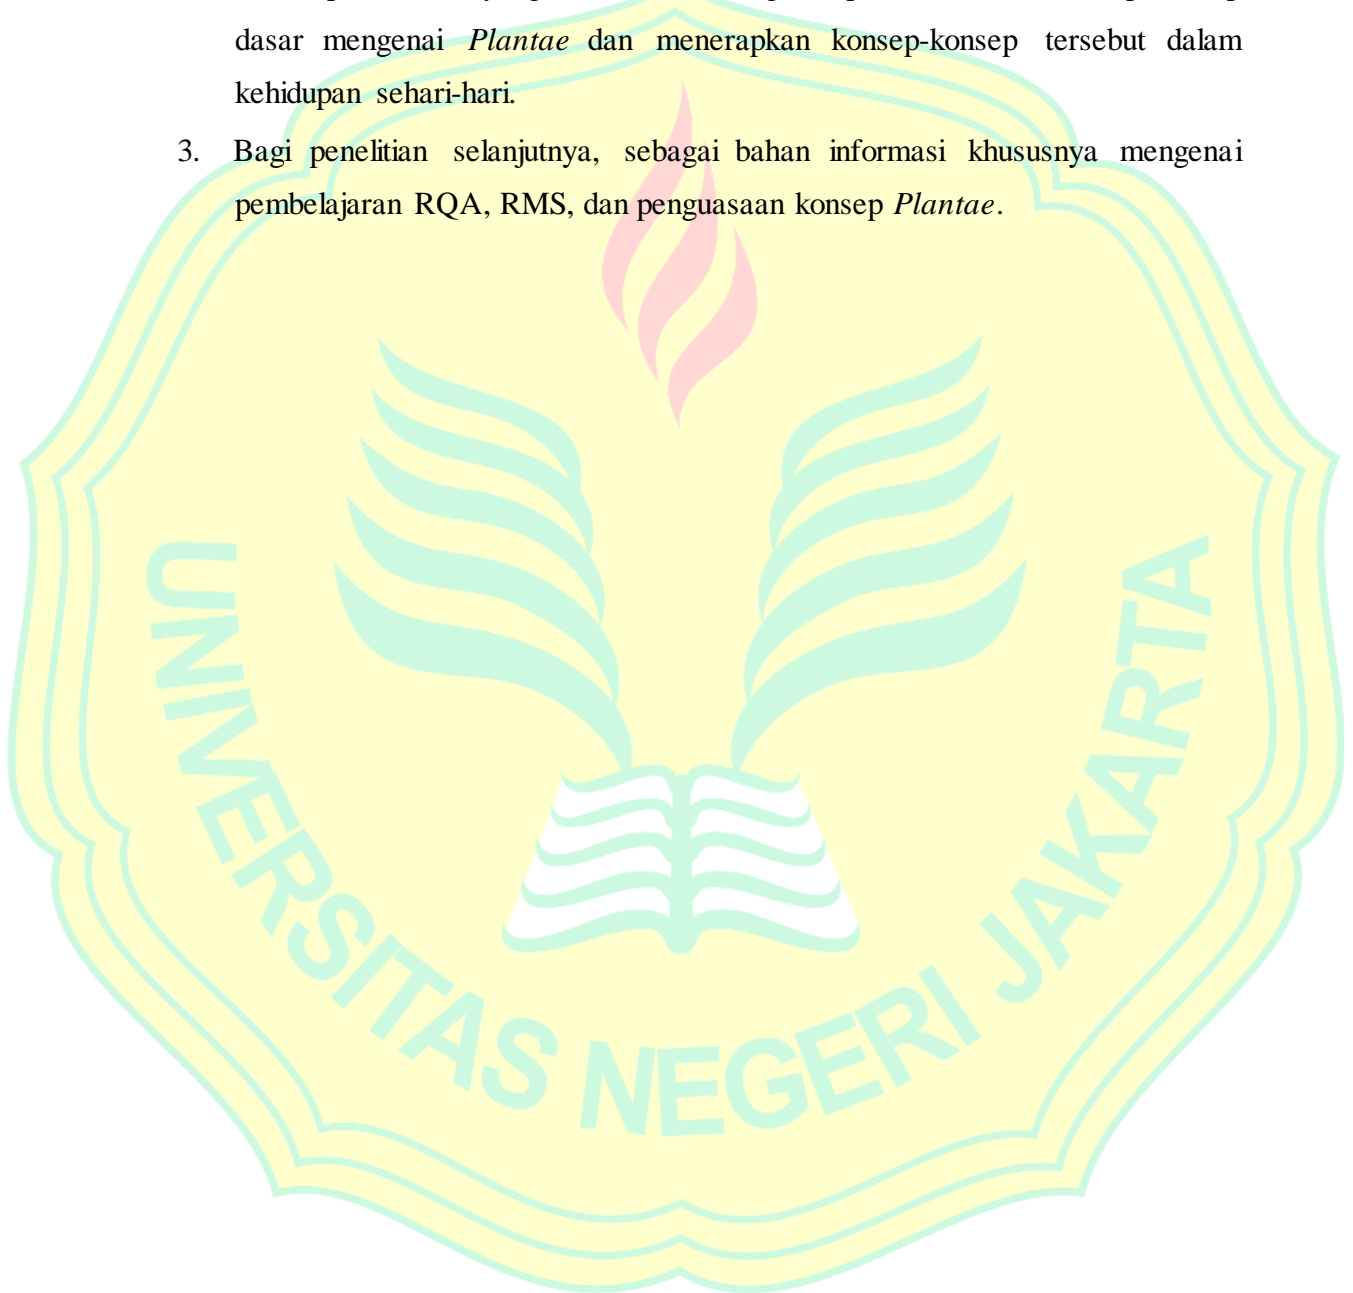 dasar mengenai Plantae dan menerapkan konsep-konsep tersebut dalam
kehidupan sehari-hari.
3. Bagi penelitian selanjutnya, sebagai bahan informasi khususnya mengenai
pembelajaran RQA, RMS, dan penguasaan konsep Plantae.
UNIVERSITAS NEGERI JAKARTA